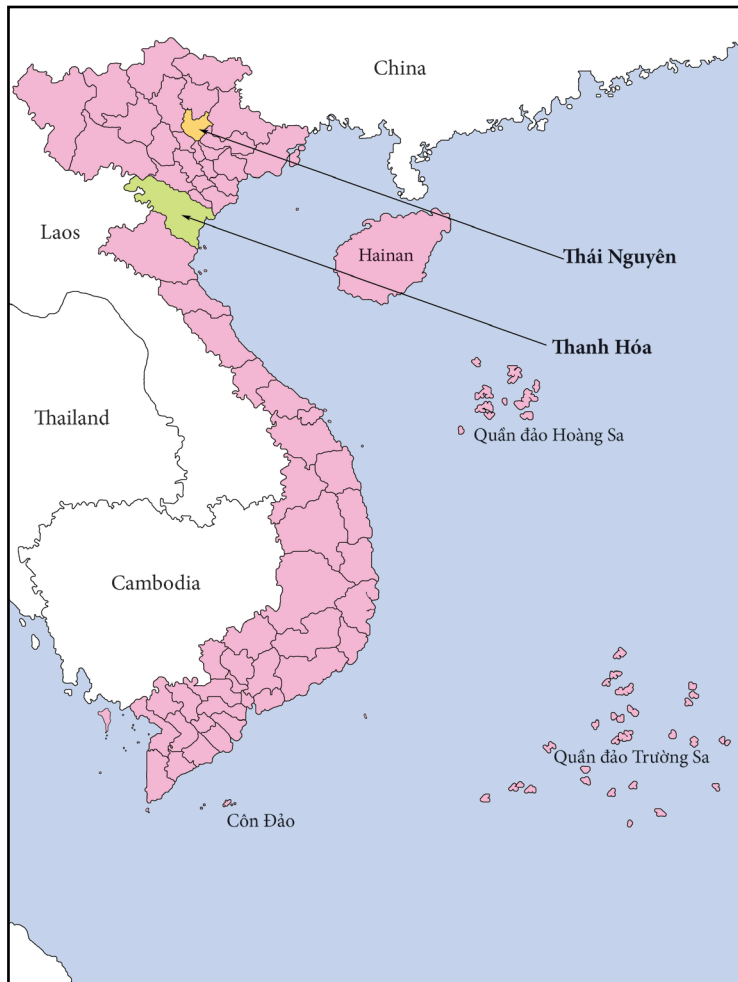 China
Laos
Hainan
Thái Nguyên
Thanh Hóa
Thailand
Quần đảo Hoàng Sa
Cambodia
Quần đảo Trường Sa
Côn Đảo